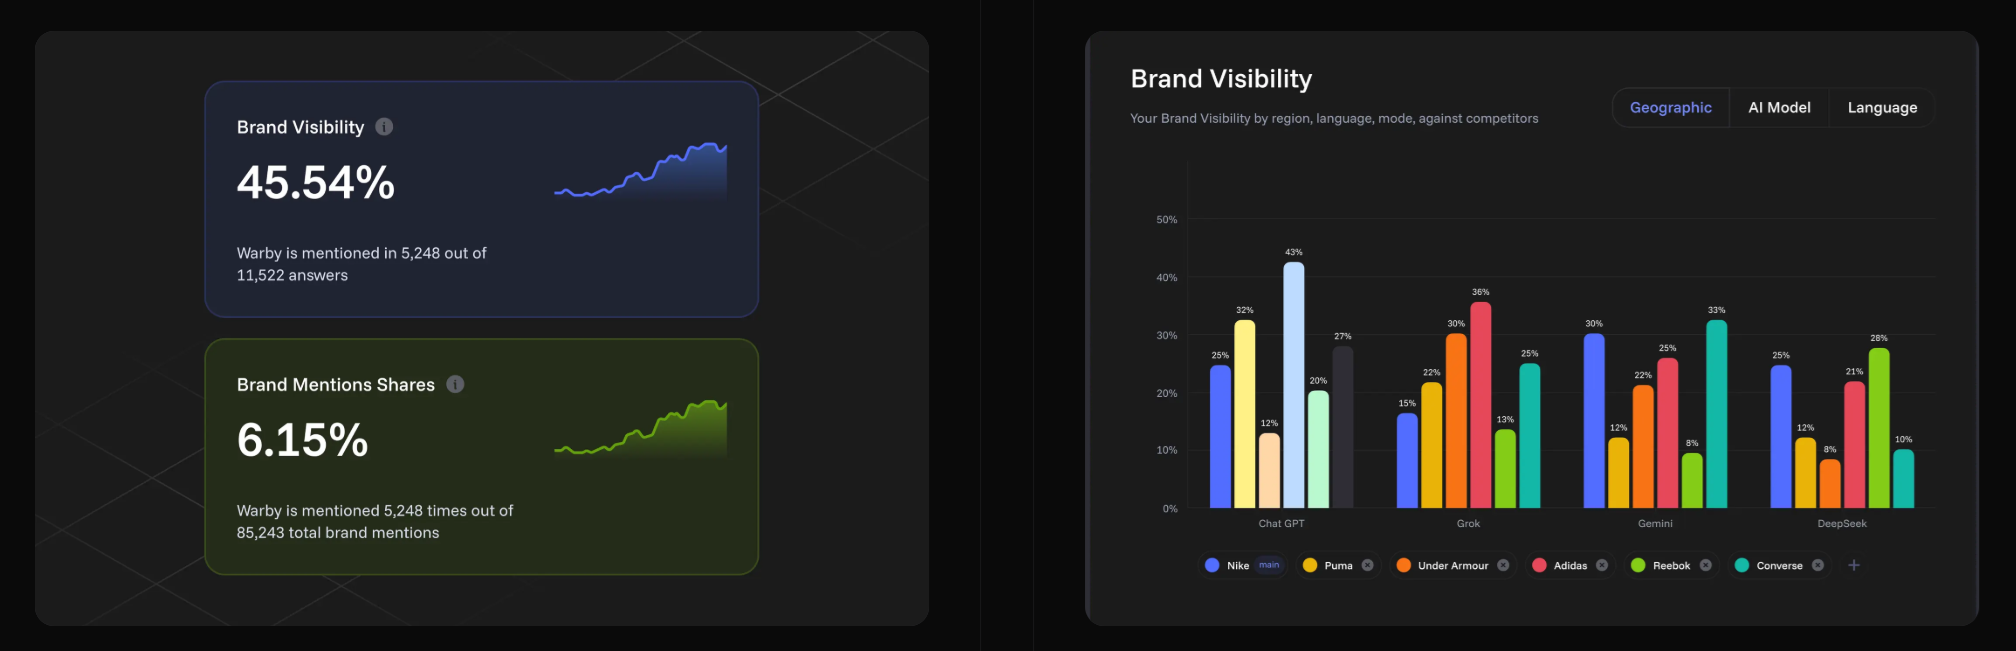 Brand Visibility
45.54%
Warby is mentioned in 5,248 out of
11,522 answers
Brand Mentions Shares
6.15%
Warby is mentioned 5,248 times out of
85,243 total brand mentions
Brand Visibility
Your Brand Visibility by region, language, mode, against competitors
Geographic
AI Model
Language
50%
40%
30%
20%
10%
0%
25%
32%
12%
43%
20%
27%
Chat GPT
15%
22%
30%
36%
13%
25%
Grok
30%
12%
22%
25%
8%
33%
Gemini
25%
12%
8%
21%
28%
10%
DeepSeek
Nike main
Puma
Under Armour
Adidas
Reebok
Converse
+